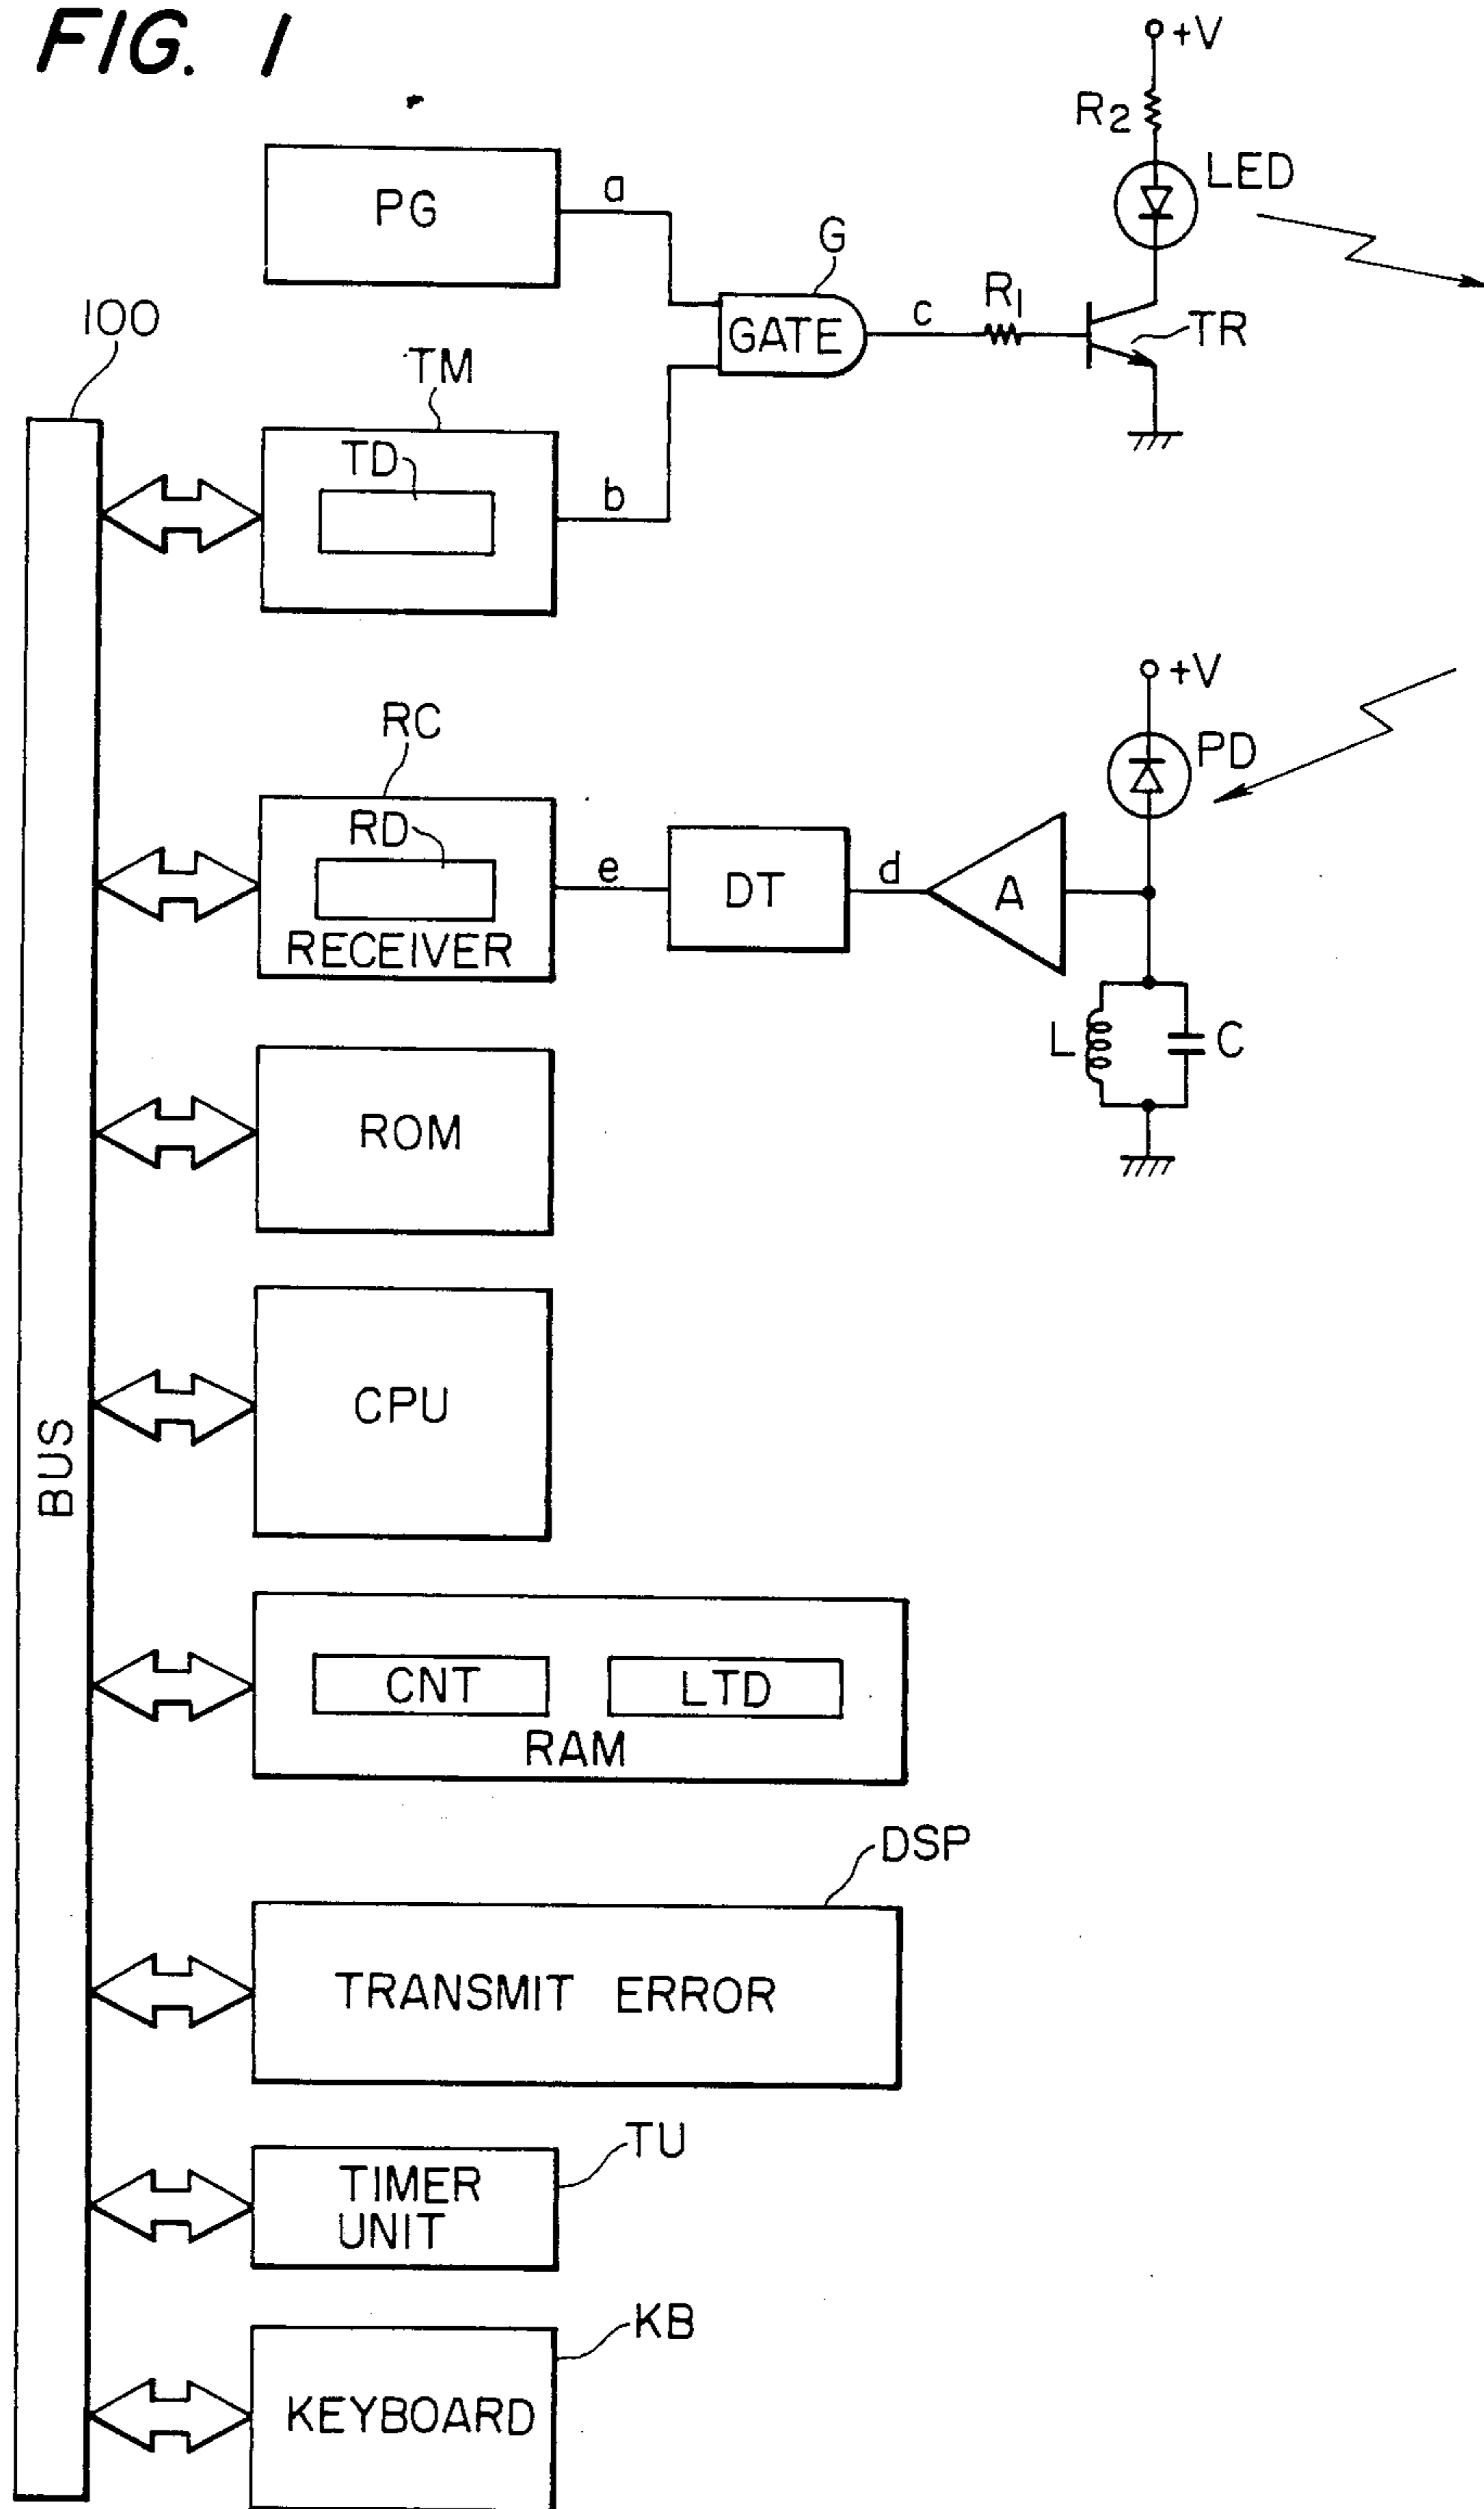 FIG. 1
+V
R2
LED
PG
a
G
GATE
c
R1
TR
100
TM
TD
b
+V
PD
RC
RD
RECEIVER
e
DT
d
A
L
C
ROM
CPU
BUS
CNT
LTD
RAM
DSP
TRANSMIT ERROR
TU
TIMER
UNIT
KB
KEYBOARD